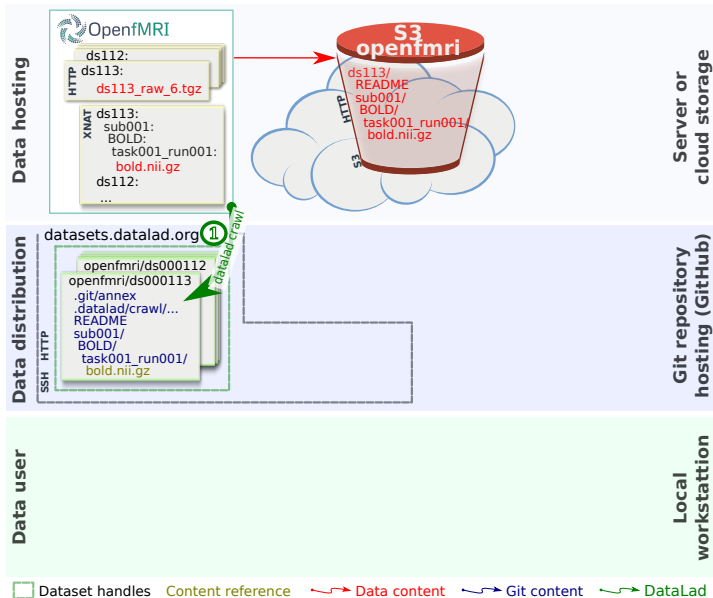 Data hosting
OpenfMRI
ds112:
HTTP
ds113:
ds113_raw_6.tgz
XNAT
ds113:
sub001:
BOLD:
task001_run001:
bold.nii.gz
ds112:
...
S3
openfmri
ds113/
README
sub001/
BOLD/
task001_run001/
bold.nii.gz
HTTP
S3
Server or
cloud storage
Data distribution
datasets.datalad.org
1
datalad crawl
openfmri/ds000112
openfmri/ds000113
.git/annex
.datalad/crawl/...
README
sub001/
BOLD/
task001_run001/
bold.nii.gz
SSH HTTP
Git repository
hosting (GitHub)
Data user
Local
workstattion
Dataset handles Content reference Data content Git content DataLad